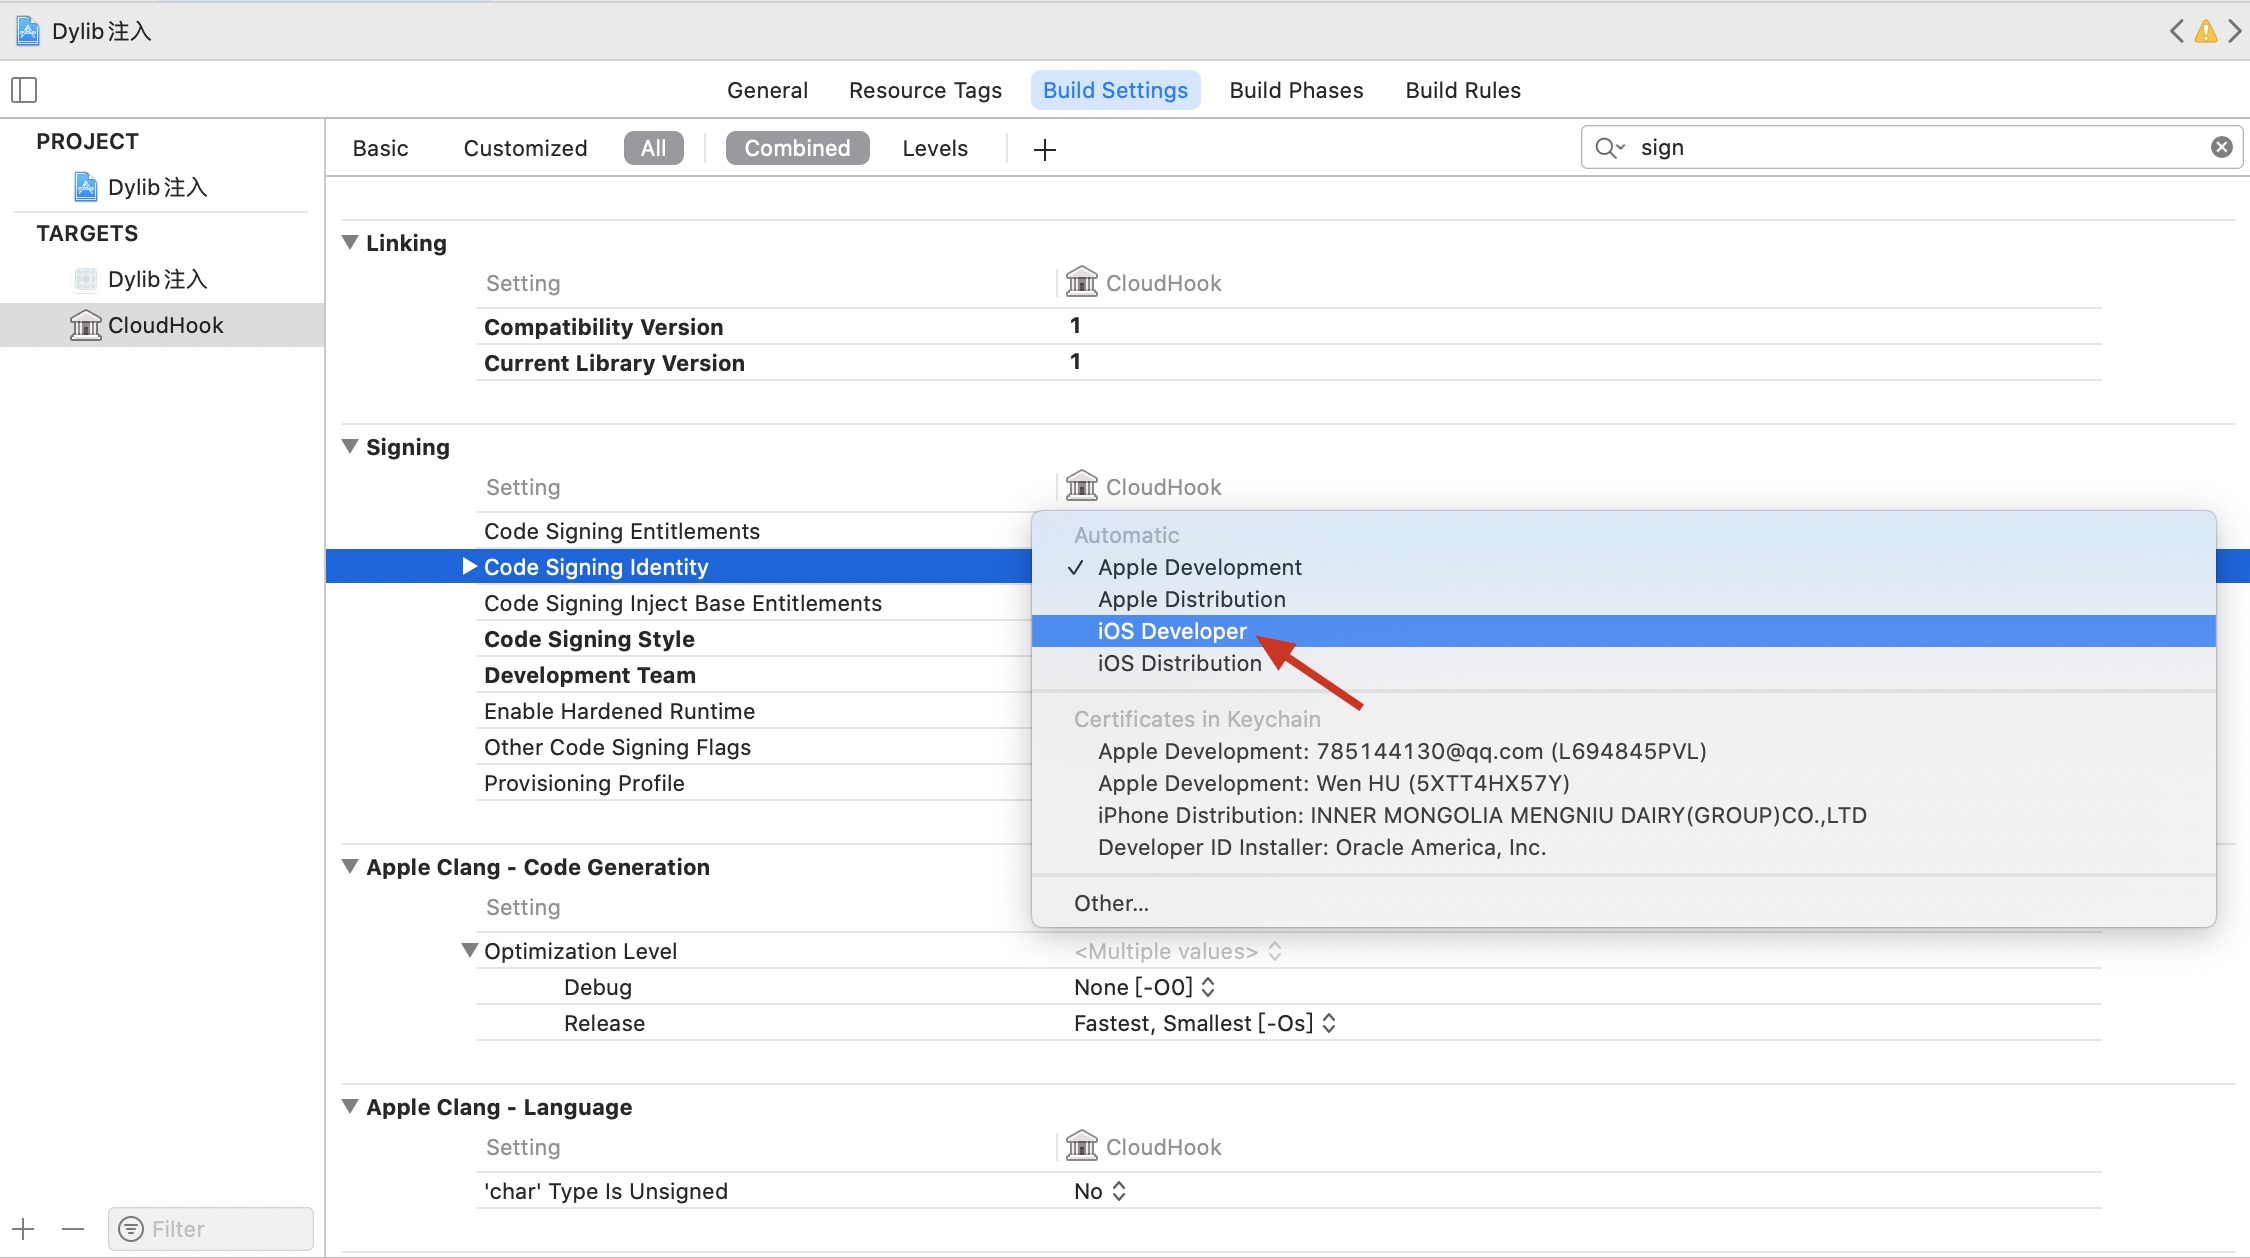 Dylib注入
General Resource Tags Build Settings Build Phases Build Rules
PROJECT
Dylib注入
TARGETS
Dylib注入
CloudHook
Basic Customized All Combined Levels
sign
Linking
Setting CloudHook
Compatibility Version 1
Current Library Version 1
Signing
Setting CloudHook
Code Signing Entitlements
Code Signing Identity
Code Signing Inject Base Entitlements
Code Signing Style
Development Team
Enable Hardened Runtime
Other Code Signing Flags
Provisioning Profile
Automatic
✓ Apple Development
Apple Distribution
iOS Developer
iOS Distribution
Certificates in Keychain
Apple Development: 785144130@qq.com (L694845PVL)
Apple Development: Wen HU (5XTT4HX57Y)
iPhone Distribution: INNER MONGOLIA MENGNIU DAIRY(GROUP)CO.,LTD
Developer ID Installer: Oracle America, Inc.
Other...
Apple Clang - Code Generation
Setting
Optimization Level <Multiple values>
Debug None [-O0]
Release Fastest, Smallest [-Os]
Apple Clang - Language
Setting CloudHook
'char' Type Is Unsigned No
Filter